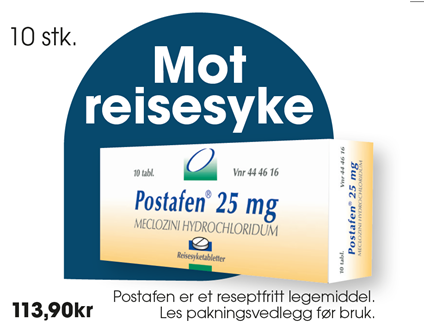 10 stk.
Mot
reisesyke
10 tabl.
Vnr 44 46 16
Postafen® 25 mg
MECLOZINI HYDROCHLORIDUM
Reisesyketabletter
10 tabl.
Vnr 44 46 16
Postafen® 25 mg
MECLOZINI HYDROCHLORIDUM
113,90kr
Postafen er et reseptfritt legemiddel.
Les pakningsvedlegg før bruk.